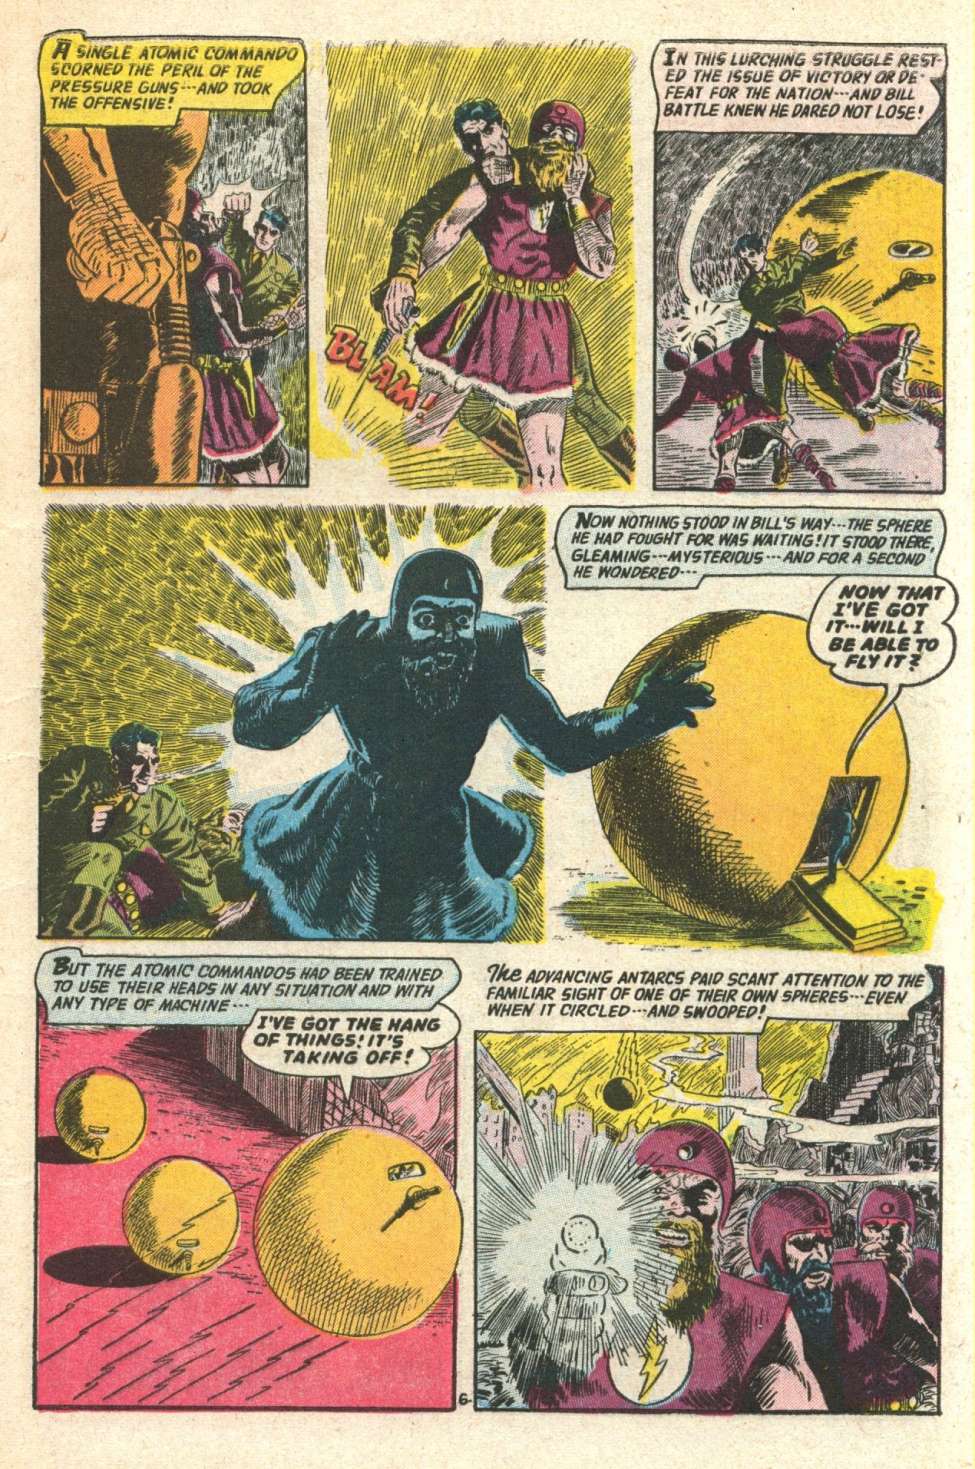 A SINGLE ATOMIC COMMANDO
SCORNED THE PERIL OF THE
PRESSURE GUNS---AND TOOK
THE OFFENSIVE!
BLAM!
IN THIS LURCHING STRUGGLE REST-
ED THE ISSUE OF VICTORY OR DE-
FEAT FOR THE NATION---AND BILL
BATTLE KNEW HE DARED NOT LOSE!
NOW NOTHING STOOD IN BILL'S WAY---THE SPHERE
HE HAD FOUGHT FOR WAS WAITING! IT STOOD THERE,
GLEAMING---MYSTERIOUS---AND FOR A SECOND
HE WONDERED---
NOW THAT
I'VE GOT
IT---WILL I
BE ABLE TO
FLY IT?
BUT THE ATOMIC COMMANDOS HAD BEEN TRAINED
TO USE THEIR HEADS IN ANY SITUATION AND WITH
ANY TYPE OF MACHINE---
I'VE GOT THE HANG
OF THINGS! IT'S
TAKING OFF!
THE ADVANCING ANTARCS PAID SCANT ATTENTION TO THE
FAMILIAR SIGHT OF ONE OF THEIR OWN SPHERES---EVEN
WHEN IT CIRCLED---AND SWOOPED!
6